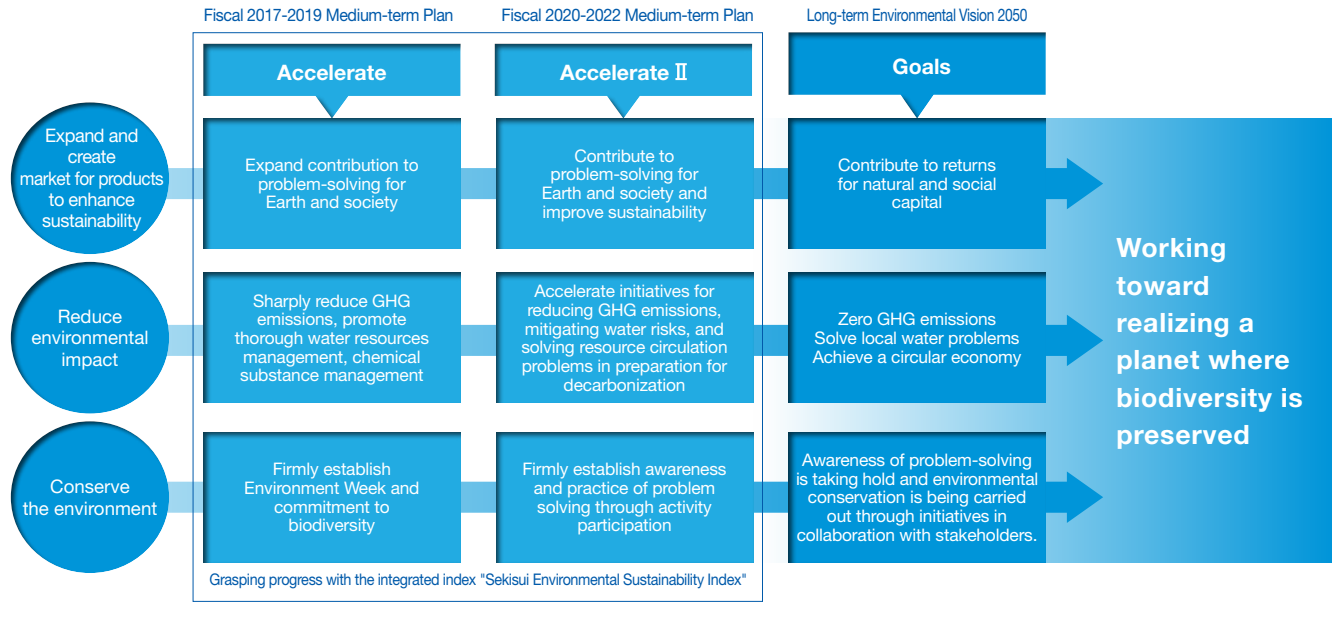 Fiscal 2017-2019 Medium-term Plan
Fiscal 2020-2022 Medium-term Plan
Long-term Environmental Vision 2050
Accelerate
Accelerate Ⅱ
Goals
Expand and
create
market for products
to enhance
sustainability
Expand contribution to
problem-solving for
Earth and society
Contribute to
problem-solving for
Earth and society and
improve sustainability
Contribute to returns
for natural and social
capital
Reduce
environmental
impact
Sharply reduce GHG
emissions, promote
thorough water resources
management, chemical
substance management
Accelerate initiatives for
reducing GHG emissions,
mitigating water risks, and
solving resource circulation
problems in preparation for
decarbonization
Zero GHG emissions
Solve local water problems
Achieve a circular economy
Conserve
the environment
Firmly establish
Environment Week and
commitment to
biodiversity
Firmly establish awareness
and practice of problem
solving through activity
participation
Awareness of problem-solving
is taking hold and environmental
conservation is being carried
out through initiatives in
collaboration with stakeholders.
Working
toward
realizing a
planet where
biodiversity is
preserved
Grasping progress with the integrated index "Sekisui Environmental Sustainability Index"